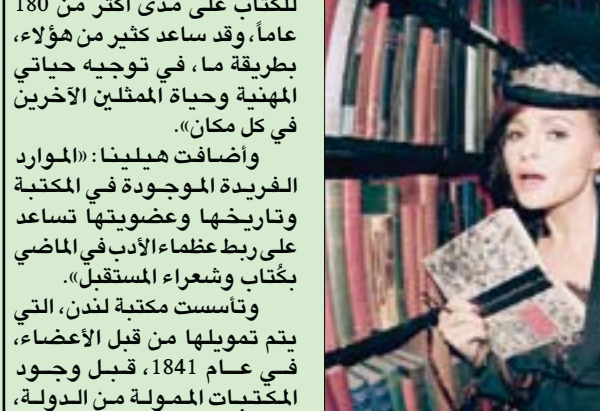 للكتاب على مدى أكثر من 180
عاماً، وقد ساعد كثير من هؤلاء،
بطريقة ما، في توجيه حياتي
المهنية وحياة الممثلين الآخرين
في كل مكان».
وأضافت هيلينا: «الموارد
الفريدة الموجودة في المكتبة
وتاريخها وعضويتها تساعد
على ربط عظماء الأدب في الماضي
بكُتاب وشعراء المستقبل».
وتأسست مكتبة لندن، التي
يتم تمويلها من قبل الأعضاء،
في عام 1841، قبل وجود
المكتبات الممولة من الدولة،